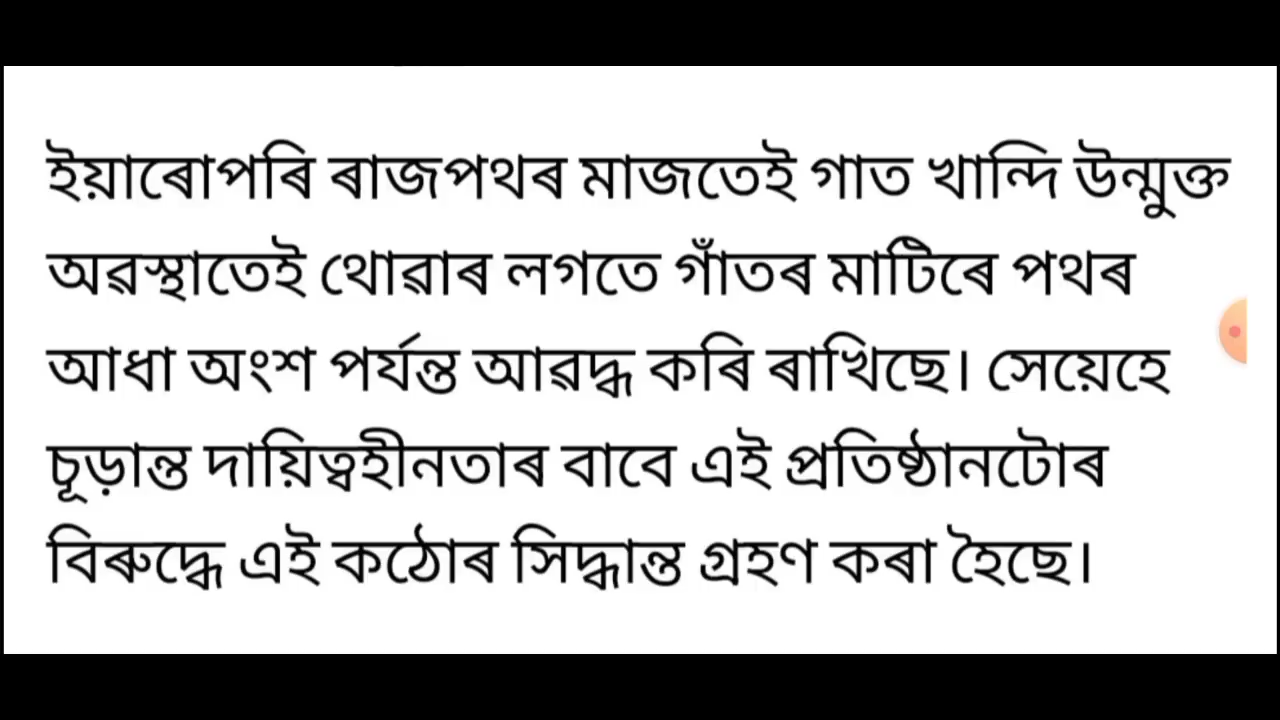 ইয়াৰোপৰি ৰাজপথৰ মাজতেই গাত খান্দি উন্মুক্ত
অৱস্থাতেই থোৱাৰ লগতে গাঁতৰ মাটিৰে পথৰ
আধা অংশ পৰ্যন্ত আৱদ্ধ কৰি ৰাখিছে। সেয়েহে
চূড়ান্ত দায়িত্বহীনতাৰ বাবে এই প্ৰতিষ্ঠানটোৰ
বিৰুদ্ধে এই কঠোৰ সিদ্ধান্ত গ্ৰহণ কৰা হৈছে।